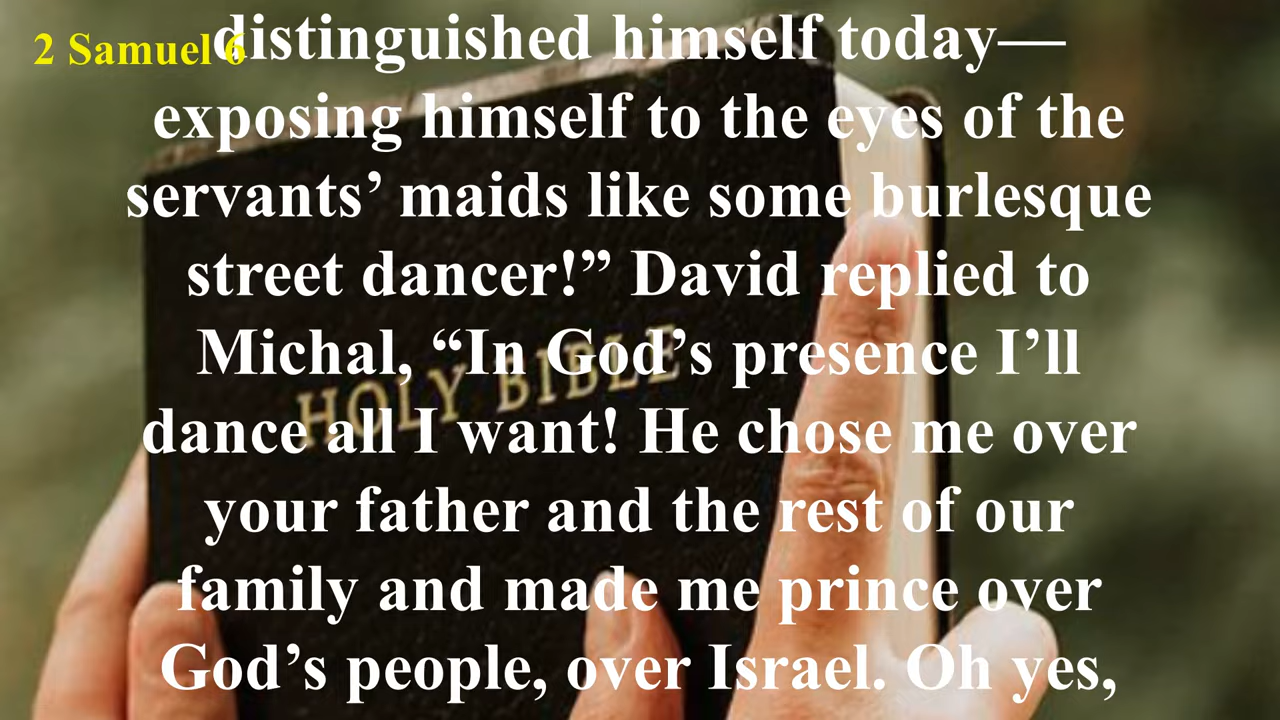 2 Samuel 6
distinguished himself today—
exposing himself to the eyes of the
servants’ maids like some burlesque
street dancer!” David replied to
Michal, “In God’s presence I’ll
dance all I want! He chose me over
your father and the rest of our
family and made me prince over
God’s people, over Israel. Oh yes,
HOLY BIBLE